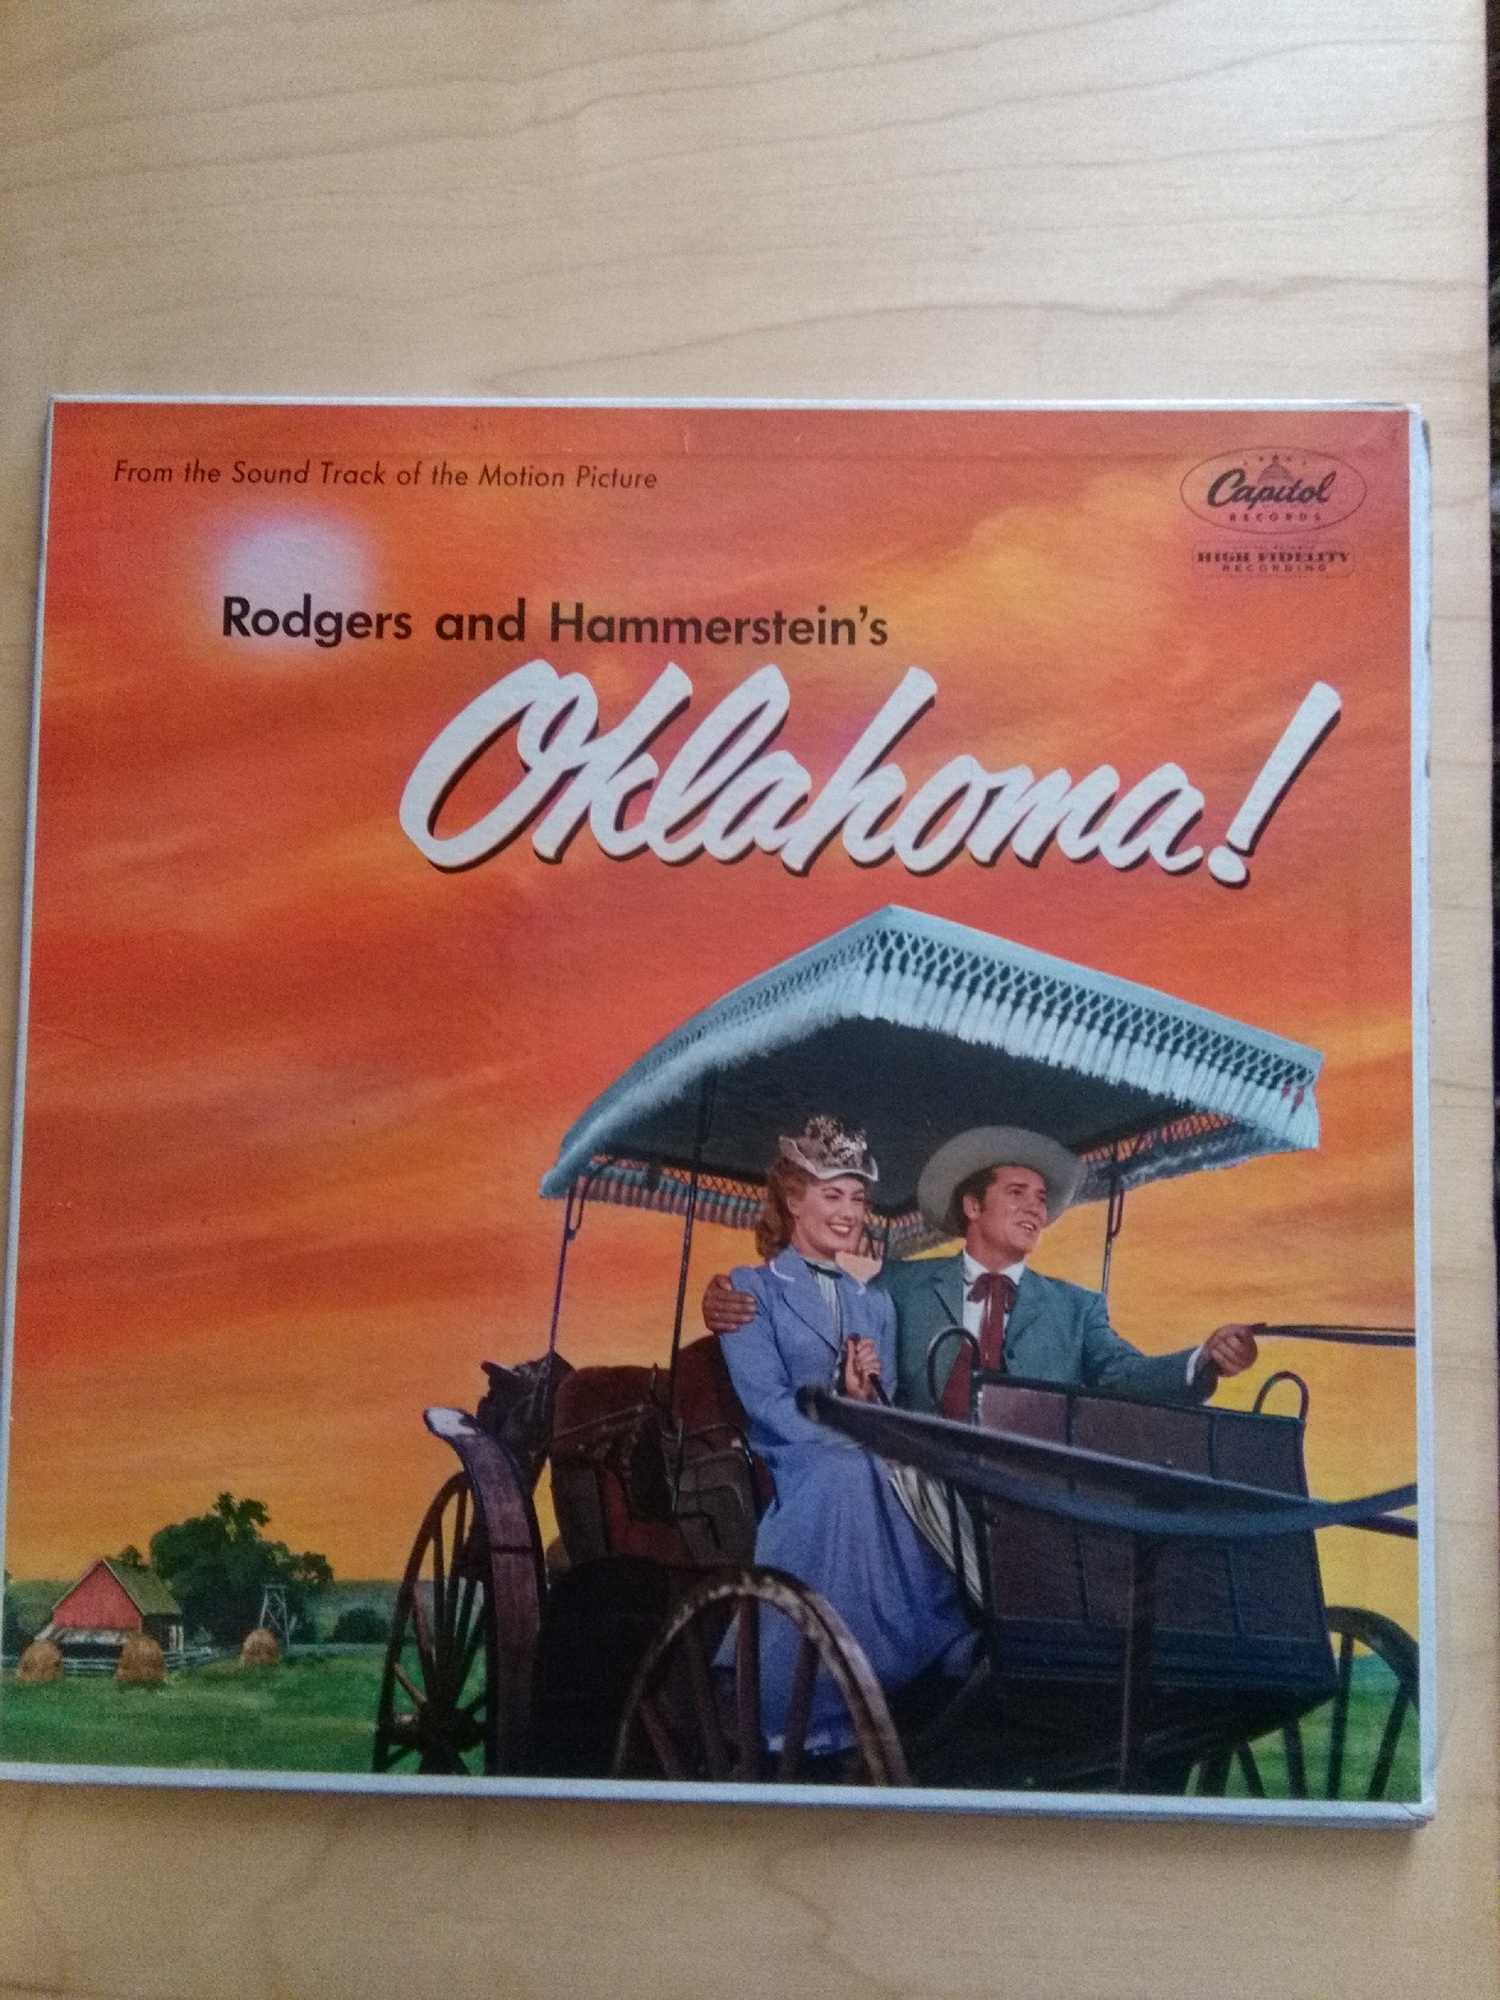 From the Sound Track of the Motion Picture
Capitol
RECORDS
HIGH FIDELITY
RECORDING
Rodgers and Hammerstein's
Oklahoma!